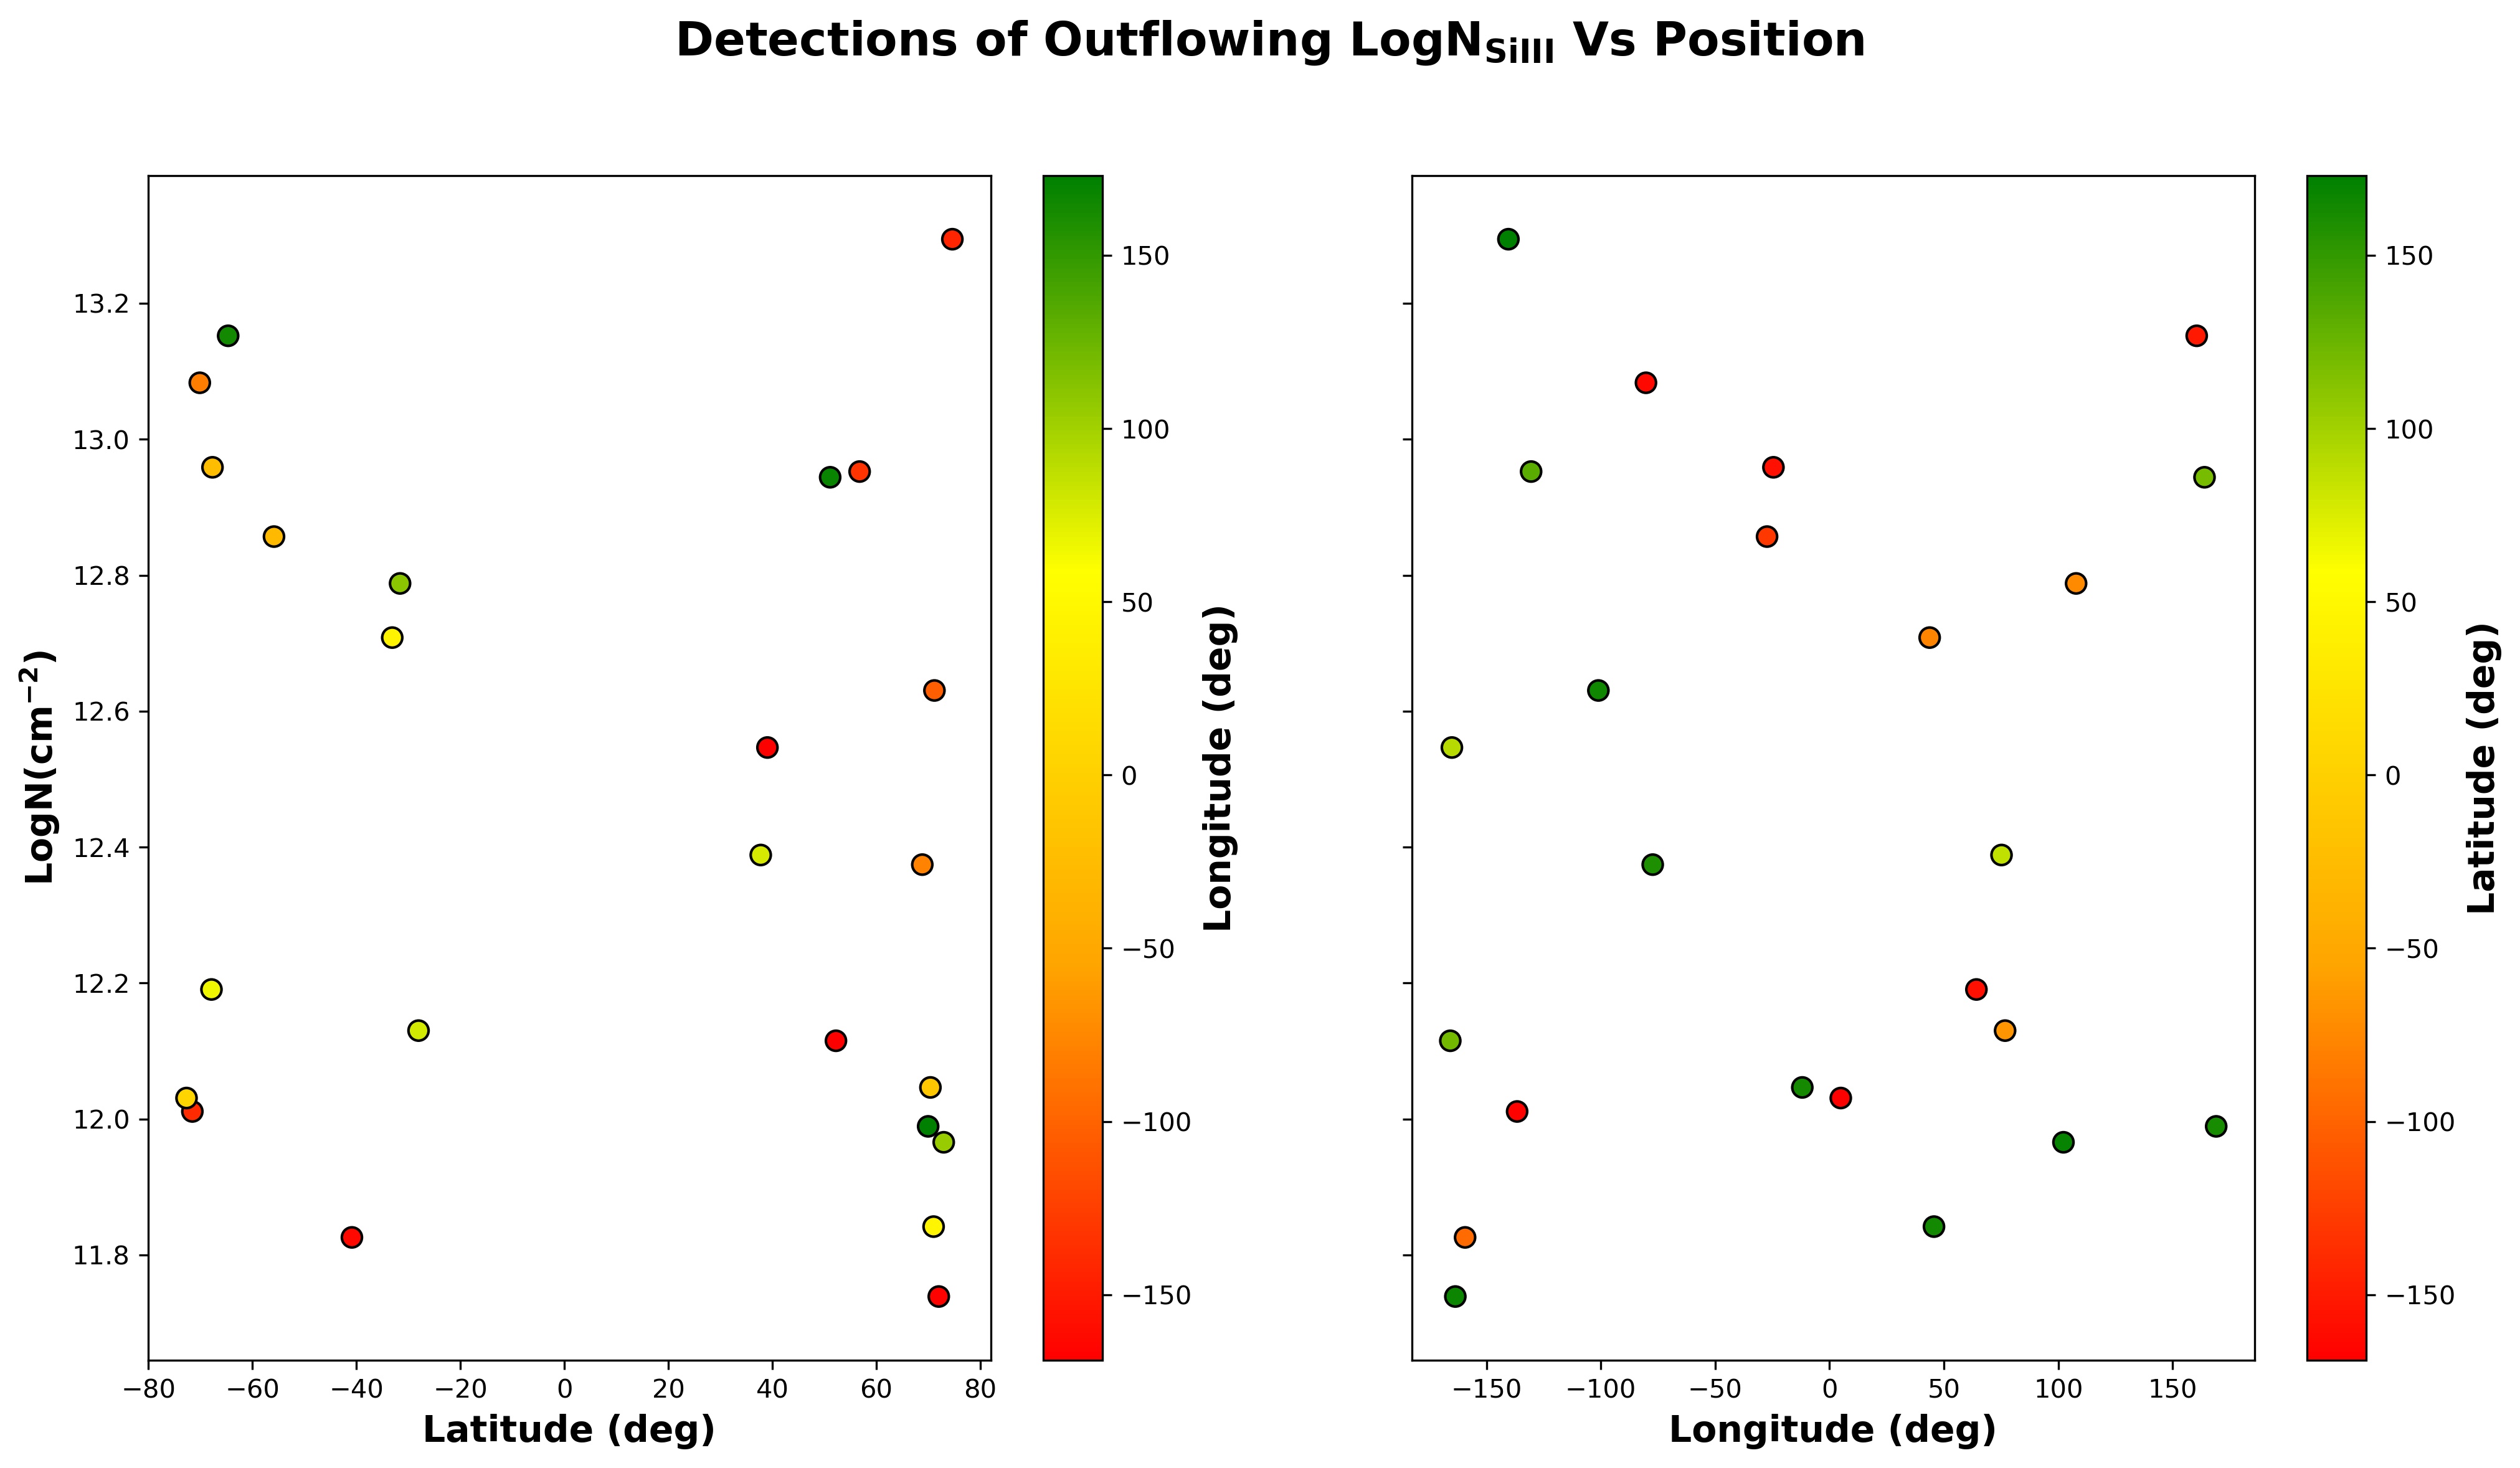 Detections of Outflowing LogN_SiIII Vs Position
LogN(cm⁻²)
13.2
13.0
12.8
12.6
12.4
12.2
12.0
11.8
−80 −60 −40 −20 0 20 40 60 80
Latitude (deg)
150
100
50
0
−50
−100
−150
Longitude (deg)
−150 −100 −50 0 50 100 150
Longitude (deg)
150
100
50
0
−50
−100
−150
Latitude (deg)